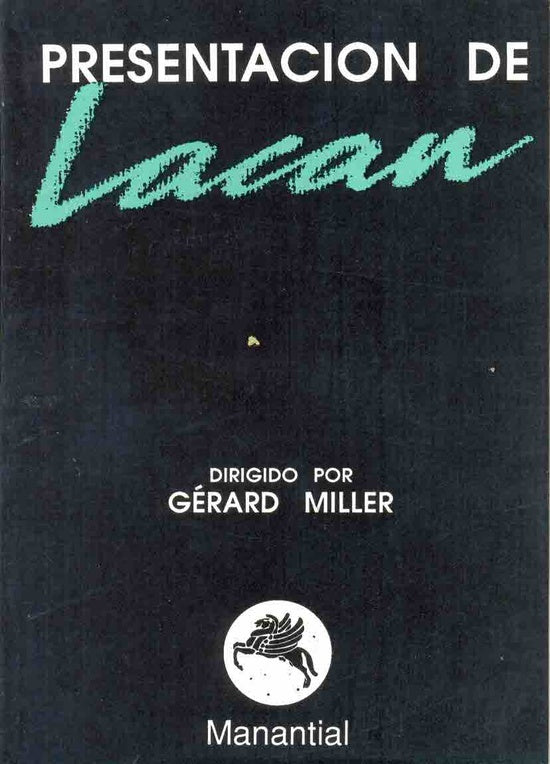 PRESENTACION DE
Lacan
DIRIGIDO POR
GÉRARD MILLER
Manantial